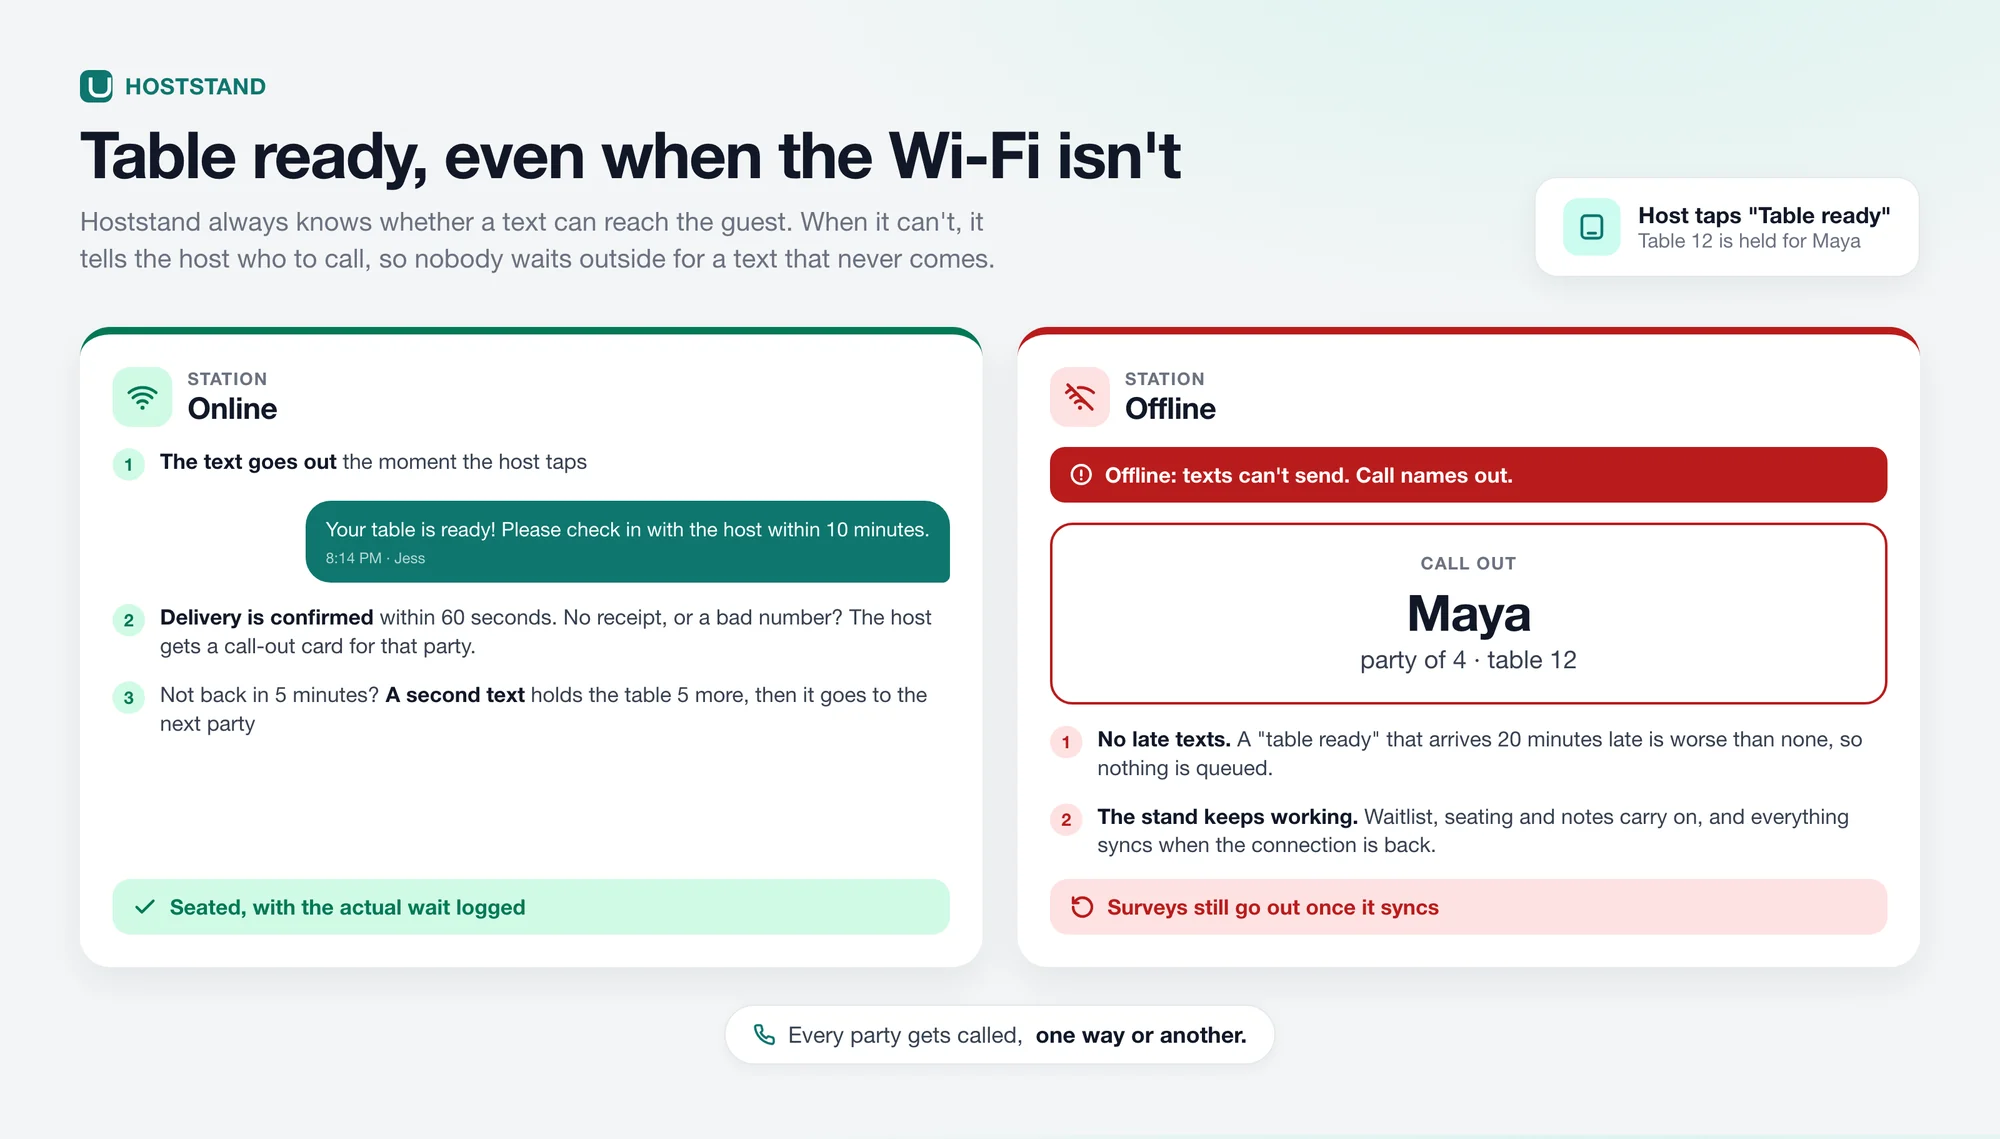 HOSTSTAND
Table ready, even when the Wi-Fi isn't
Hoststand always knows whether a text can reach the guest. When it can't, it
tells the host who to call, so nobody waits outside for a text that never comes.
Host taps "Table ready"
Table 12 is held for Maya
STATION
Online
1 The text goes out the moment the host taps
Your table is ready! Please check in with the host within 10 minutes.
8:14 PM · Jess
2 Delivery is confirmed within 60 seconds. No receipt, or a bad number? The host
gets a call-out card for that party.
3 Not back in 5 minutes? A second text holds the table 5 more, then it goes to the
next party
Seated, with the actual wait logged
STATION
Offline
Offline: texts can't send. Call names out.
CALL OUT
Maya
party of 4 · table 12
1 No late texts. A "table ready" that arrives 20 minutes late is worse than none, so
nothing is queued.
2 The stand keeps working. Waitlist, seating and notes carry on, and everything
syncs when the connection is back.
Surveys still go out once it syncs
Every party gets called, one way or another.